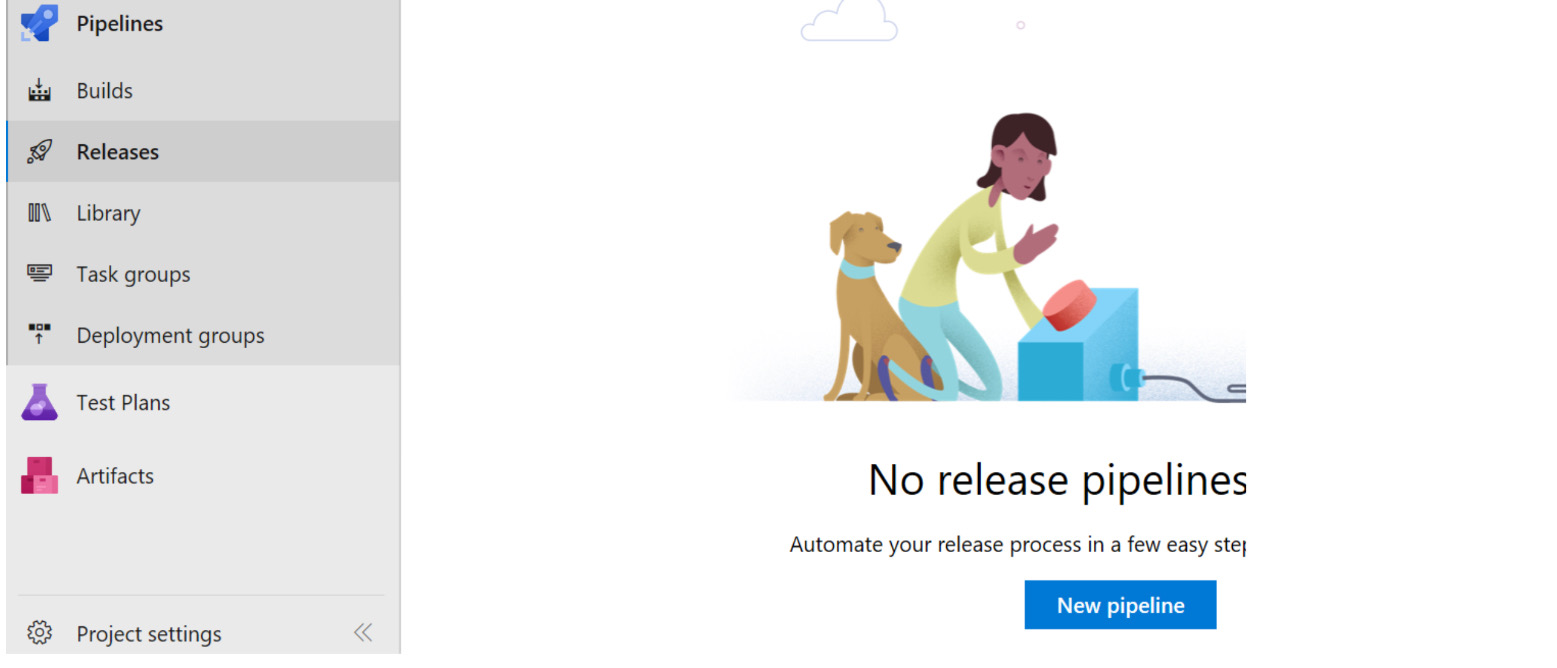 Pipelines
Builds
Releases
Library
Task groups
Deployment groups
Test Plans
Artifacts
Project settings
No release pipelines
Automate your release process in a few easy step
New pipeline